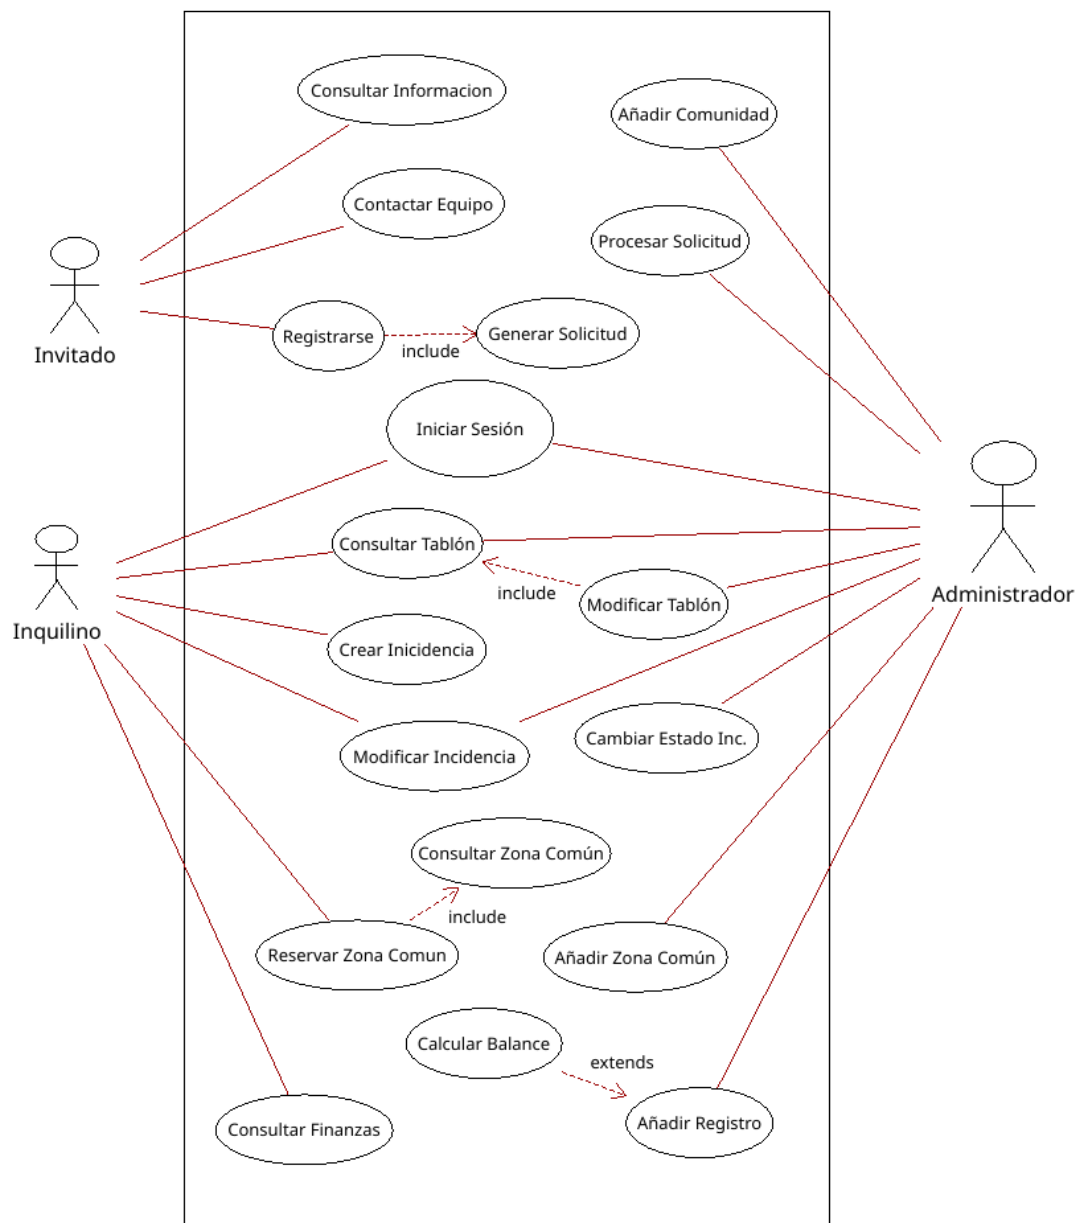 Consultar Informacion
Añadir Comunidad
Contactar Equipo
Procesar Solicitud
Invitado
Registrarse
include
Generar Solicitud
Iniciar Sesión
Inquilino
Consultar Tablón
include
Modificar Tablón
Administrador
Crear Inicidencia
Modificar Incidencia
Cambiar Estado Inc.
Consultar Zona Común
include
Reservar Zona Comun
Añadir Zona Común
Calcular Balance
extends
Consultar Finanzas
Añadir Registro